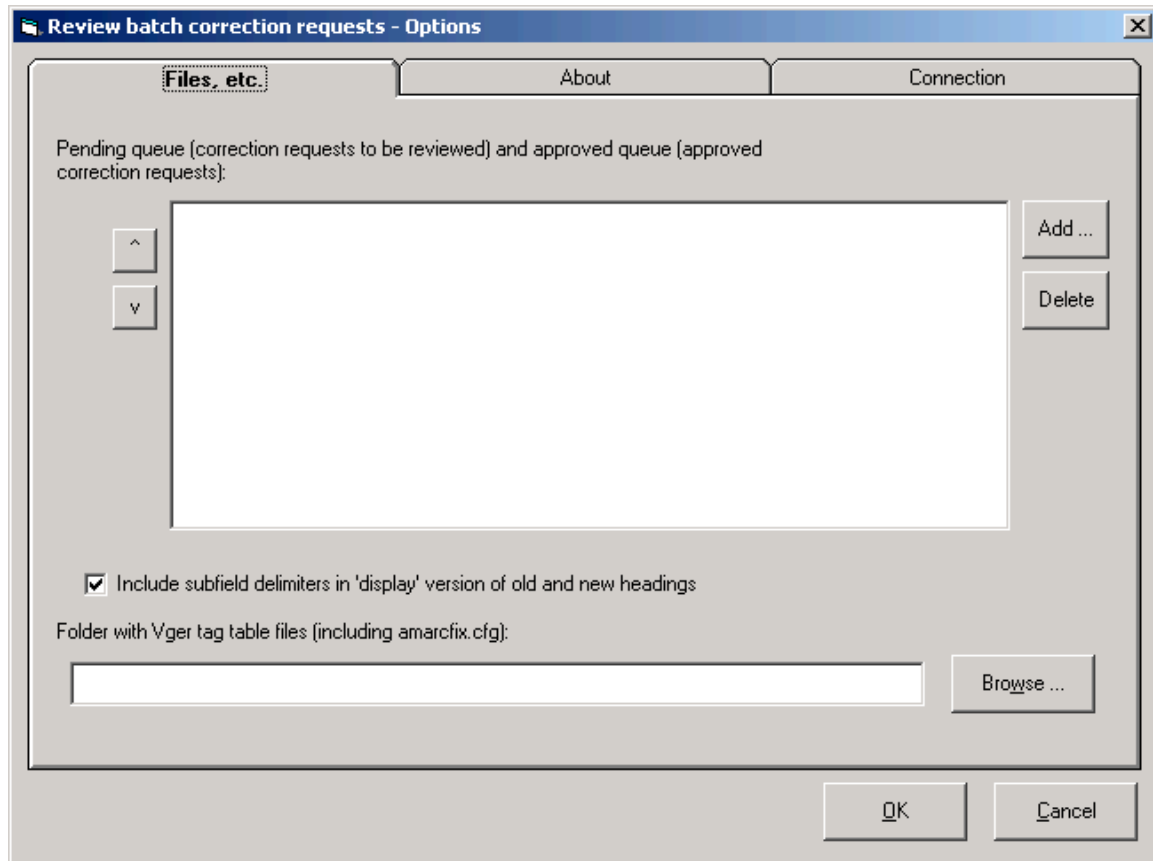 Review batch correction requests - Options
Files, etc.
About
Connection
Pending queue (correction requests to be reviewed) and approved queue (approved
correction requests):
^
v
Add ...
Delete
Include subfield delimiters in 'display' version of old and new headings
Folder with Vger tag table files (including amarcfix.cfg):
Browse ...
OK
Cancel